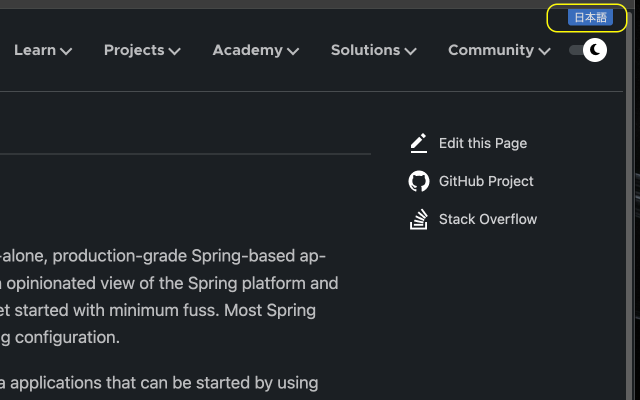 日本語
Learn
Projects
Academy
Solutions
Community
Edit this Page
GitHub Project
Stack Overflow
-alone, production-grade Spring-based ap-
opinionated view of the Spring platform and
et started with minimum fuss. Most Spring
g configuration.
a applications that can be started by using